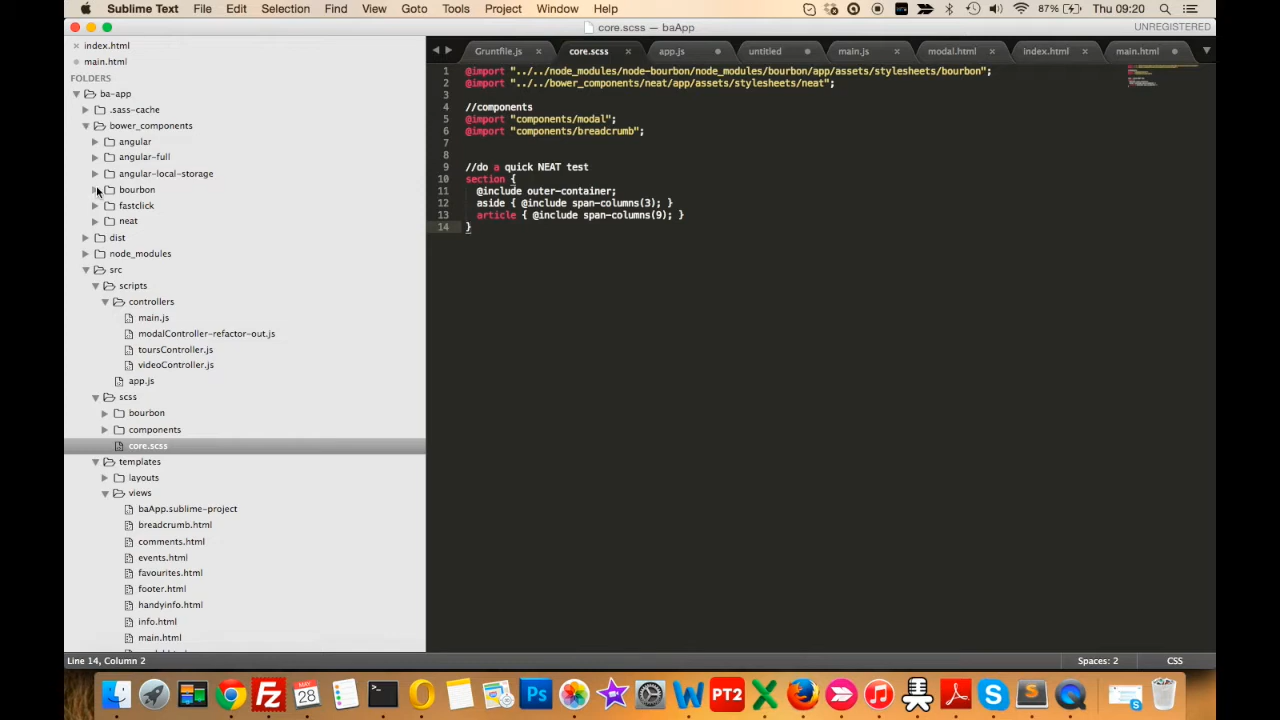 Sublime Text File Edit Selection Find View Goto Tools Project Window Help 87% Thu 09:20
core.scss — baApp UNREGISTERED
index.html
main.html
FOLDERS
ba-app
.sass-cache
bower_components
angular
angular-full
angular-local-storage
bourbon
fastclick
neat
dist
node_modules
src
scripts
controllers
main.js
modalController-refactor-out.js
toursController.js
videoController.js
app.js
scss
bourbon
components
core.scss
templates
layouts
views
baApp.sublime-project
breadcrumb.html
comments.html
events.html
favourites.html
footer.html
handyinfo.html
info.html
main.html
Gruntfile.js core.scss app.js untitled main.js modal.html index.html main.html
1 @import "../../node_modules/node-bourbon/node_modules/bourbon/app/assets/stylesheets/bourbon";
2 @import "../../bower_components/neat/app/assets/stylesheets/neat";
3
4 //components
5 @import "components/modal";
6 @import "components/breadcrumb";
7
8
9 //do a quick NEAT test
10 section {
11 @include outer-container;
12 aside { @include span-columns(3); }
13 article { @include span-columns(9); }
14 }
Line 14, Column 2 Spaces: 2 CSS
MAY
28
Fz
Ps
W
PT2
X
S
S